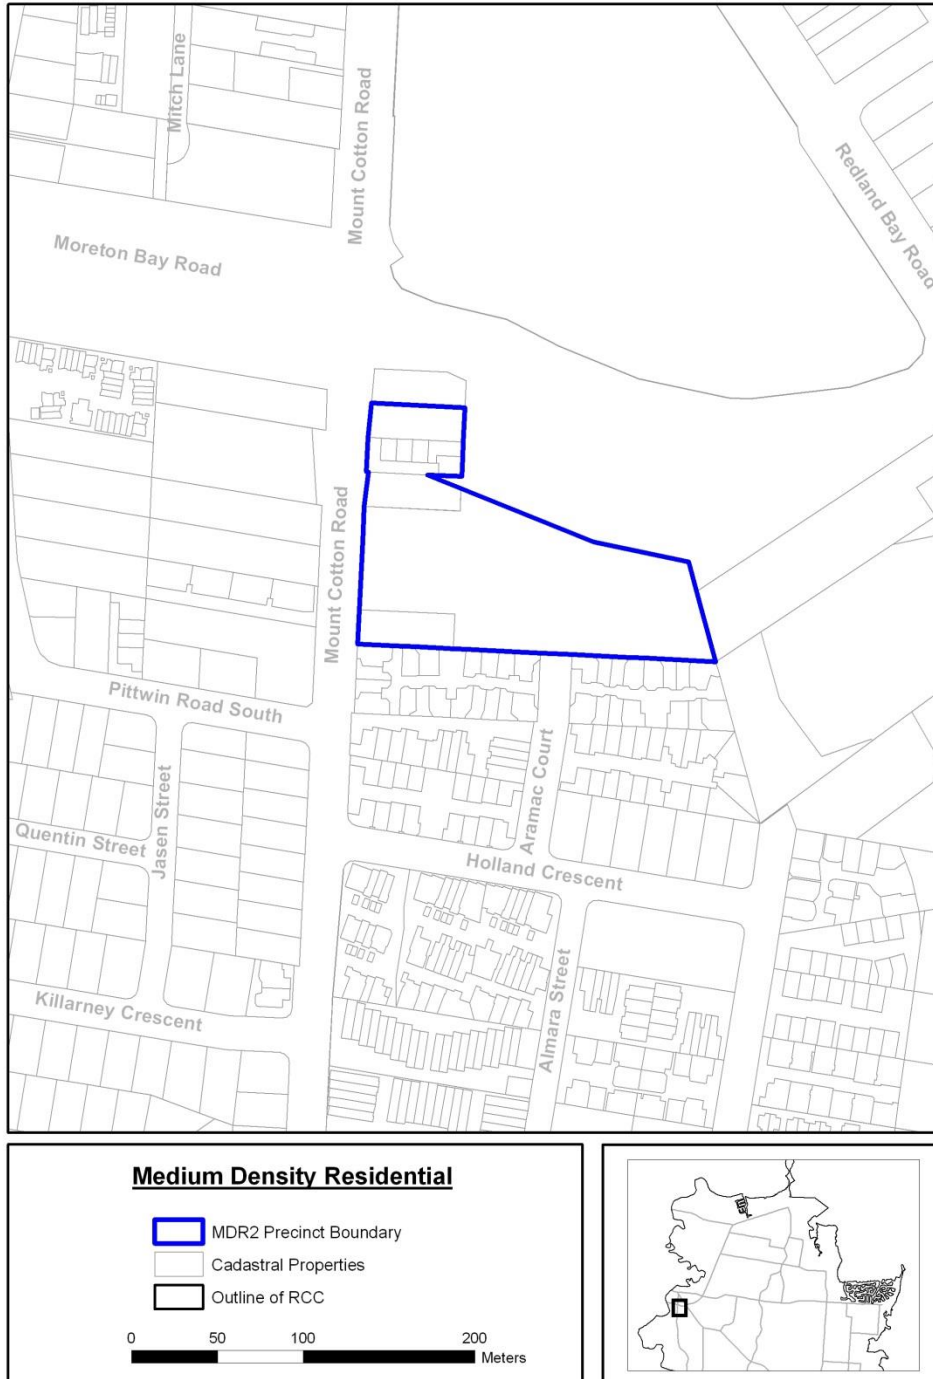 Mitch Lane
Mount Cotton Road
Redland Bay Road
Moreton Bay Road
Mount Cotton Road
Pittwin Road South
Jasen Street
Aramac Court
Quentin Street
Holland Crescent
Almara Street
Killarney Crescent
Medium Density Residential
MDR2 Precinct Boundary
Cadastral Properties
Outline of RCC
0 50 100 200
Meters